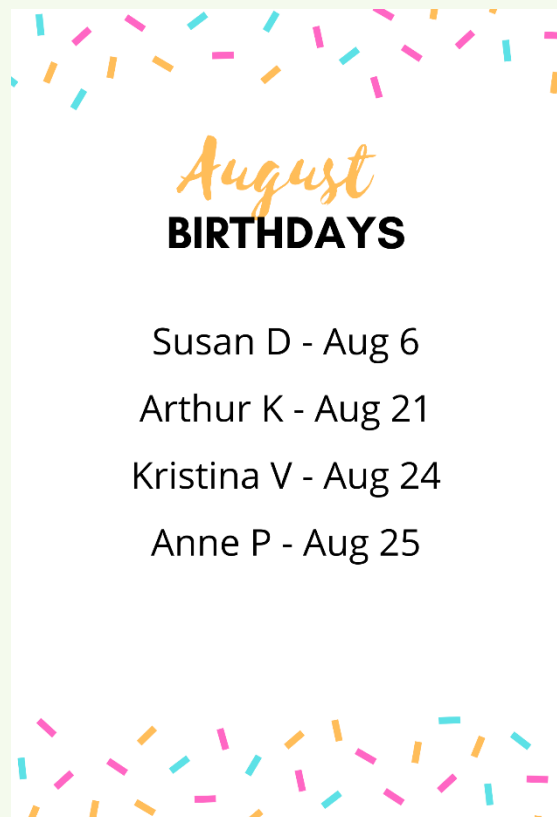 August
BIRTHDAYS
Susan D - Aug 6
Arthur K - Aug 21
Kristina V - Aug 24
Anne P - Aug 25